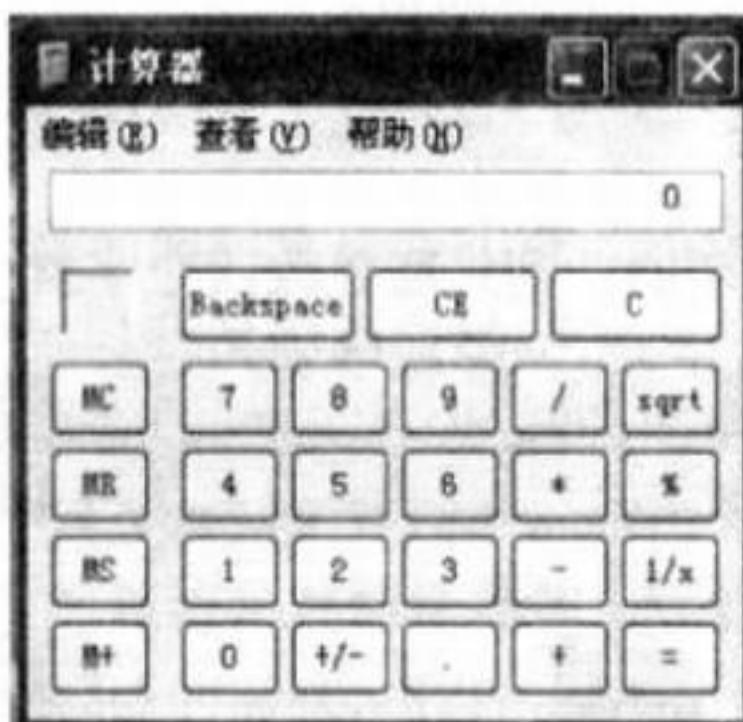 计算器
编辑(E) 查看(V) 帮助(H)
0
Backspace CE C
MC 7 8 9 / sqrt
MR 4 5 6 * %
MS 1 2 3 - 1/x
M+ 0 +/- . + =